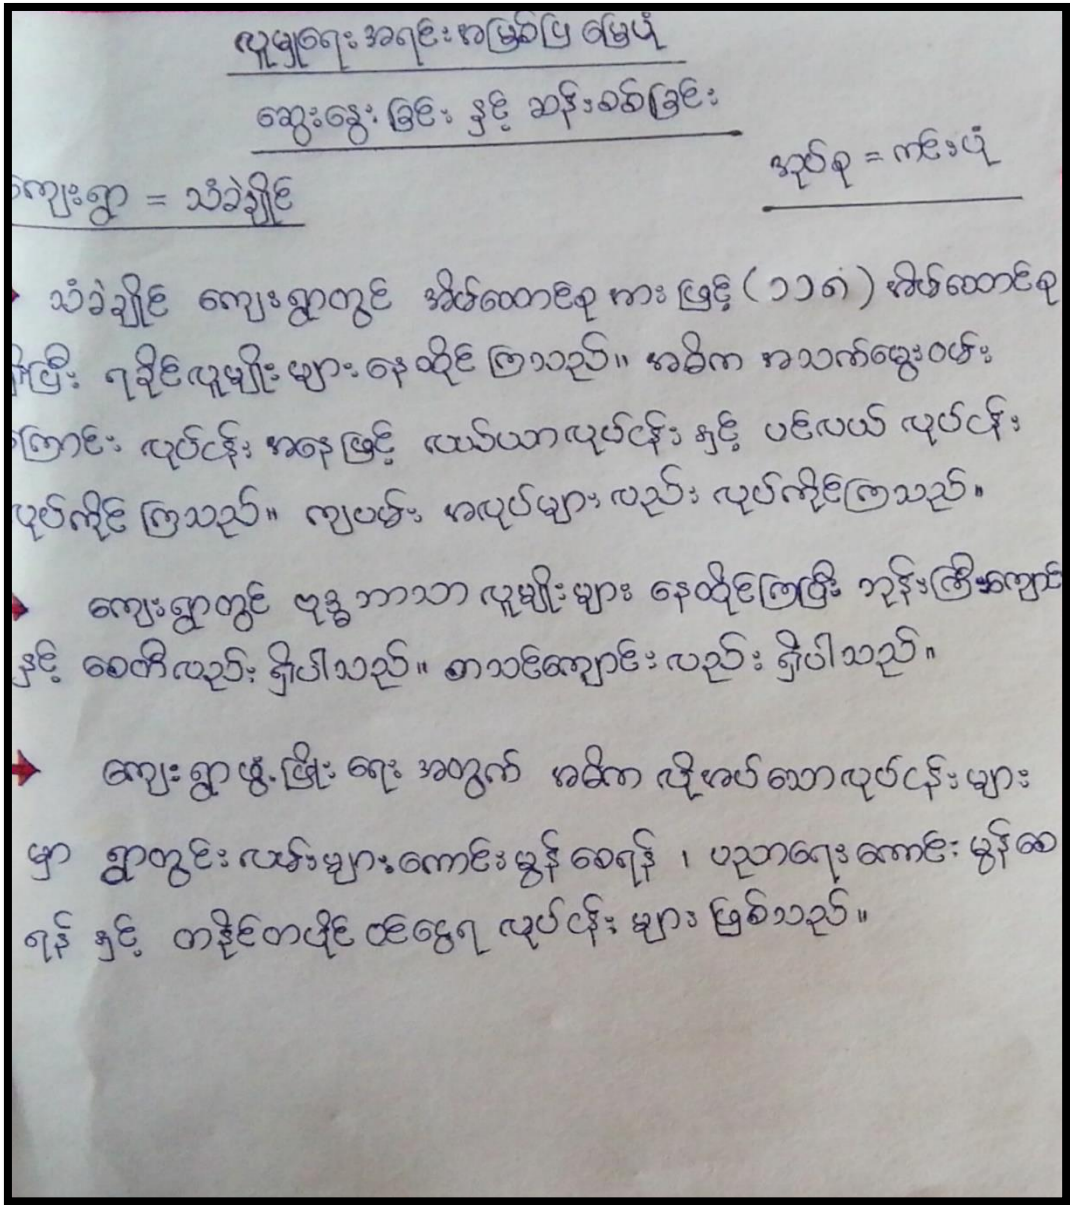 လူမှုရေးအရင်းအမြစ်ပြ မြေပုံ
ဆွေးနွေးခြင်း နှင့် ဆန်းစစ်ခြင်း
အုပ်စု = ကင်းပုံ
ကျေးရွာ = သံခဲချိုင်
သံခဲချိုင် ကျေးရွာတွင် အိမ်ထောင်စုအားဖြင့် (၁၁၈) အိမ်ထောင်စု
ရှိပြီး ရခိုင်လူမျိုးများ နေထိုင်ကြသည်။ အဓိက အသက်မွေးဝမ်း
ကြောင်း လုပ်ငန်း အနေဖြင့် လယ်ယာလုပ်ငန်း နှင့် ပင်လယ် လုပ်ငန်း
လုပ်ကိုင်ကြသည်။ ကျပမ်း အလုပ်များလည်း လုပ်ကိုင်ကြသည်။
ကျေးရွာတွင် ဗုဒ္ဓဘာသာလူမျိုးများ နေထိုင်ကြပြီး ဘုန်းကြီးကျောင်း
နှင့် စေတီလည်း ရှိပါသည်။ စာသင်ကျောင်းလည်း ရှိပါသည်။
ကျေးရွာဖွံ့ဖြိုးရေး အတွက် အဓိက လိုအပ်သောလုပ်ငန်းများ
မှာ ရွာတွင်းလမ်းများကောင်းမွန်စေရန် ၊ ပညာရေးကောင်းမွန်စေ
ရန် နှင့် တနိုင်တပိုင် ဝင်ငွေရ လုပ်ငန်းများ ဖြစ်သည်။